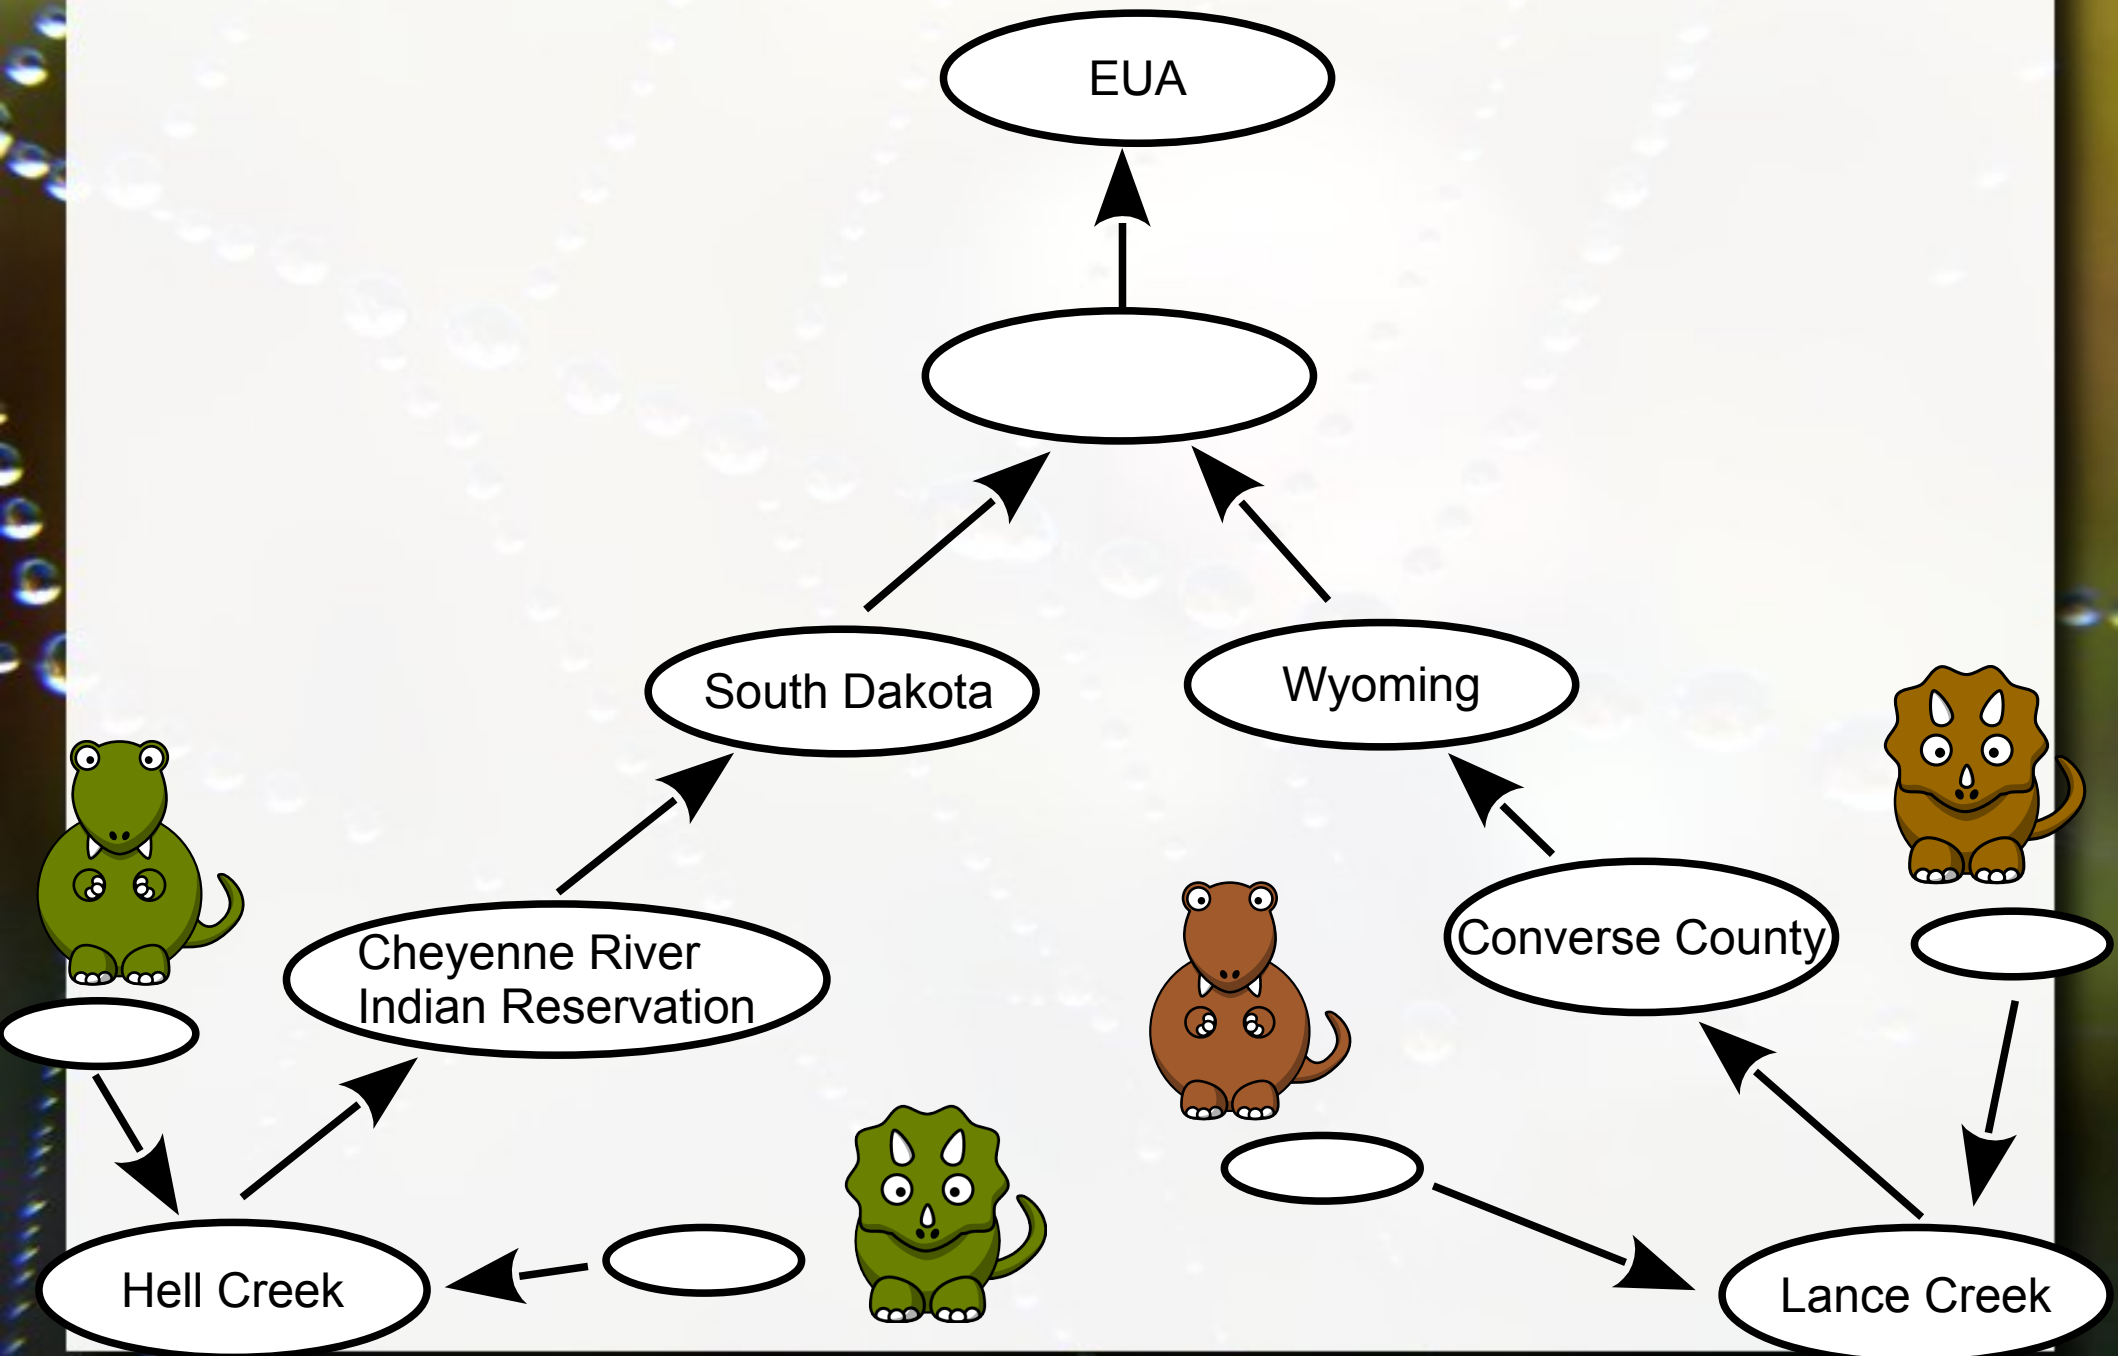 EUA
South Dakota
Wyoming
Cheyenne River
Indian Reservation
Converse County
Hell Creek
Lance Creek